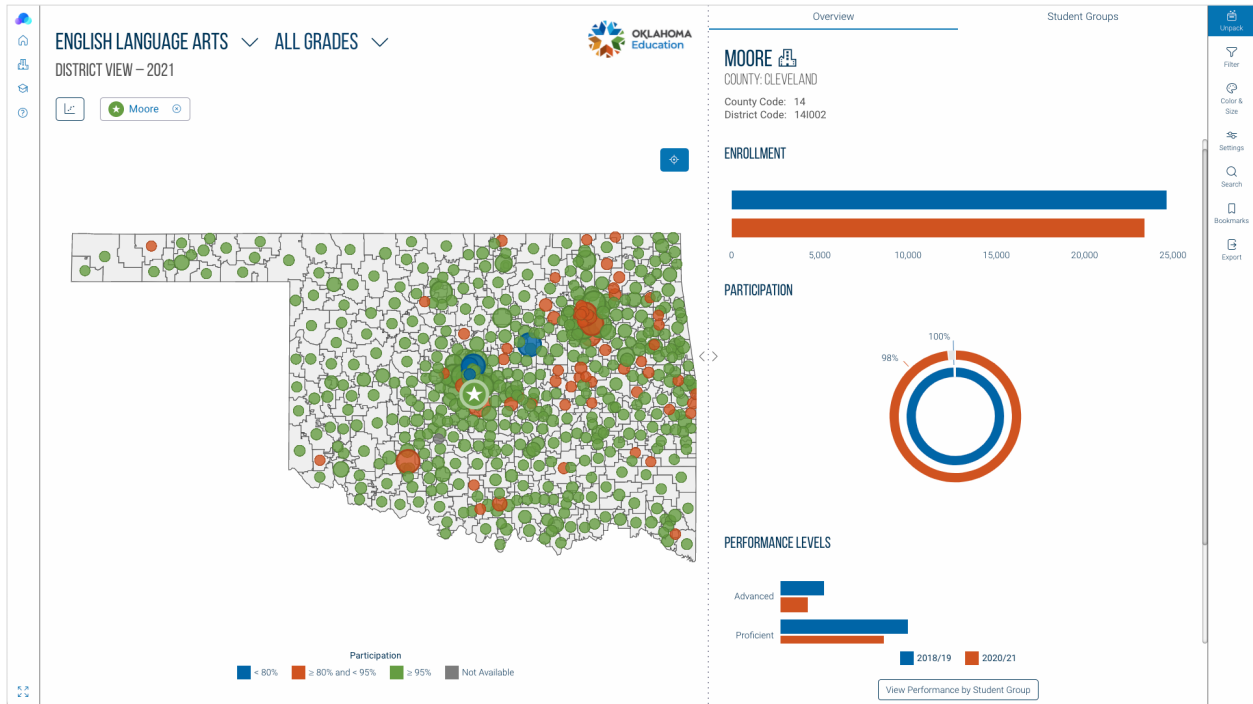 ENGLISH LANGUAGE ARTS
ALL GRADES
DISTRICT VIEW – 2021
OKLAHOMA
Education
Moore
Participation
< 80%
≥ 80% and < 95%
≥ 95%
Not Available
Overview
Student Groups
MOORE
COUNTY: CLEVELAND
County Code: 14
District Code: 14I002
ENROLLMENT
0
5,000
10,000
15,000
20,000
25,000
PARTICIPATION
100%
98%
PERFORMANCE LEVELS
Advanced
Proficient
2018/19
2020/21
View Performance by Student Group
Unpack
Filter
Color &
Size
Settings
Search
Bookmarks
Export